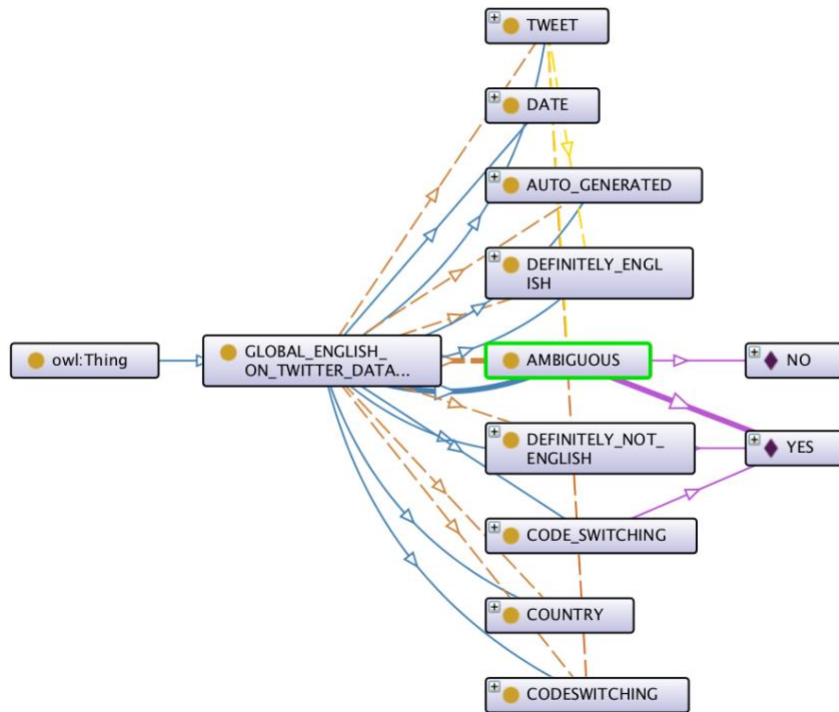 TWEET
DATE
AUTO_GENERATED
DEFINITELY_ENGL
ISH
owl:Thing
GLOBAL_ENGLISH_
ON_TWITTER_DATA...
AMBIGUOUS
NO
DEFINITELY_NOT_
ENGLISH
YES
CODE_SWITCHING
COUNTRY
CODESWITCHING